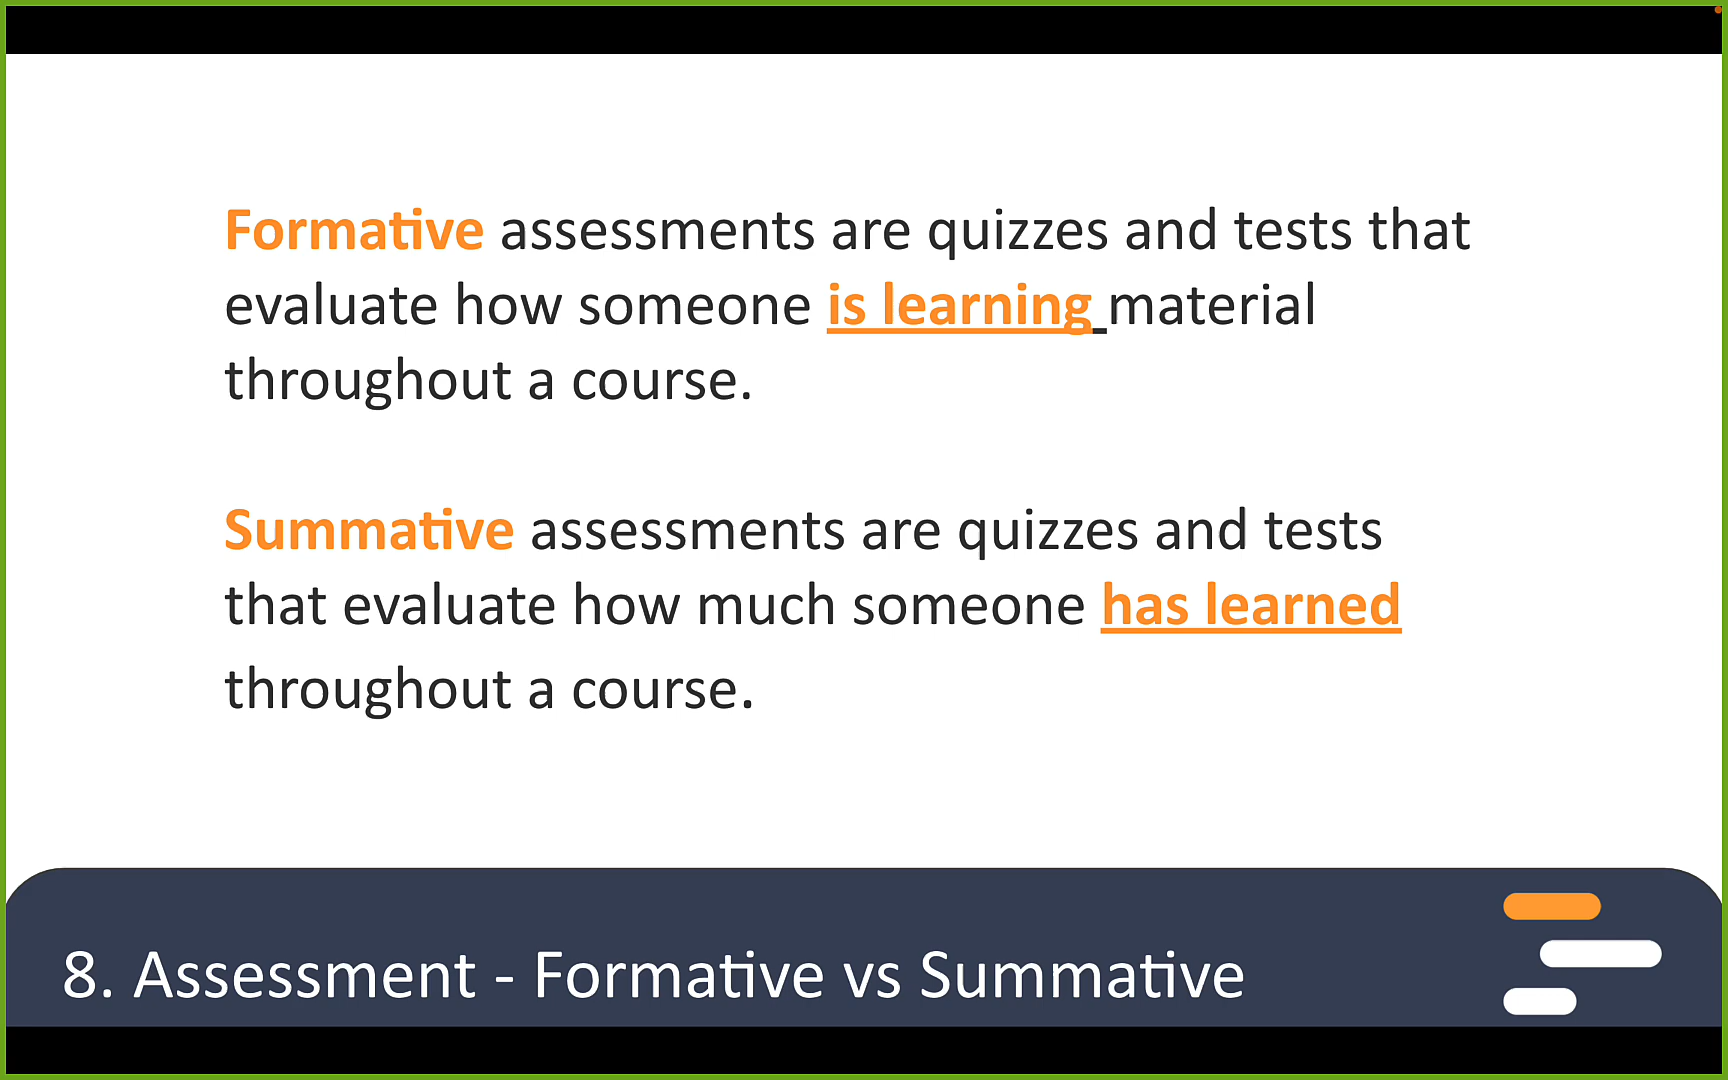 Formative assessments are quizzes and tests that
evaluate how someone is learning material
throughout a course.
Summative assessments are quizzes and tests
that evaluate how much someone has learned
throughout a course.
8. Assessment - Formative vs Summative